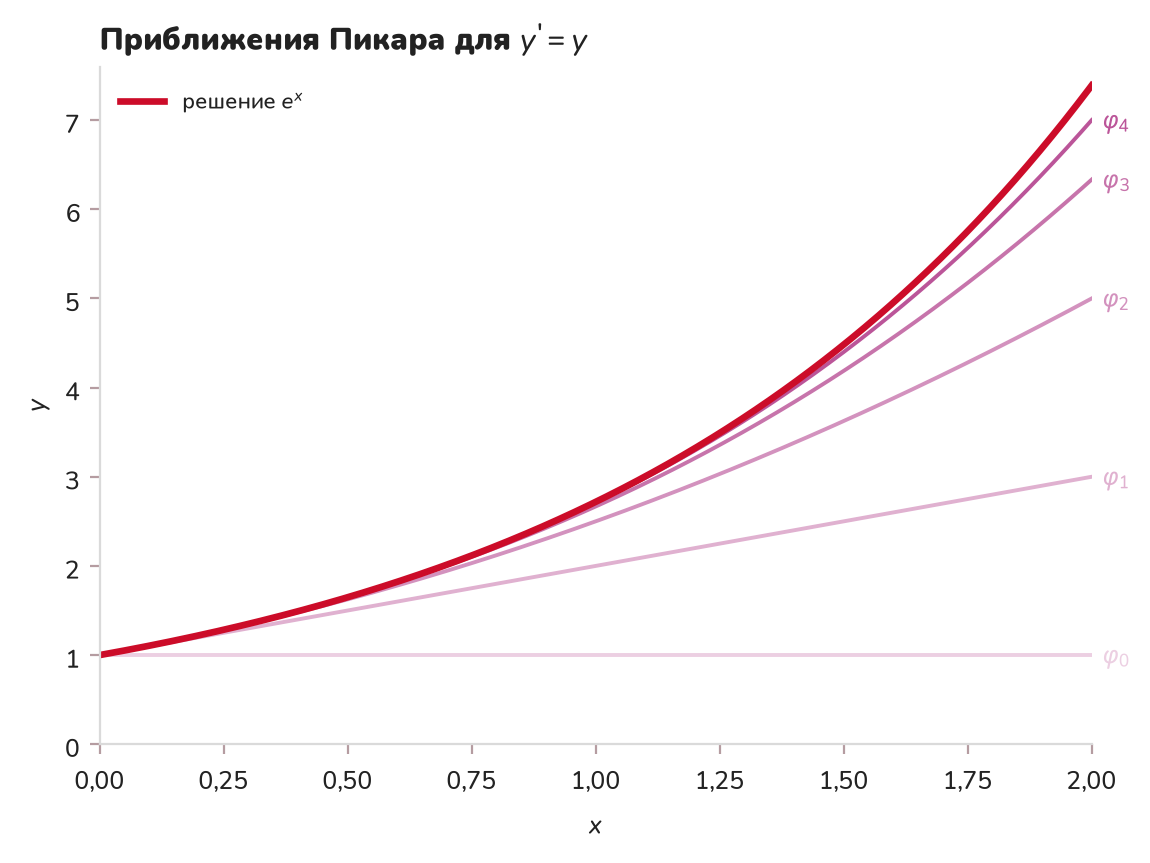 Приближения Пикара для y' = y
решение eˣ
7
6
5
4
3
2
1
0
y
φ₄
φ₃
φ₂
φ₁
φ₀
0,00 0,25 0,50 0,75 1,00 1,25 1,50 1,75 2,00
x